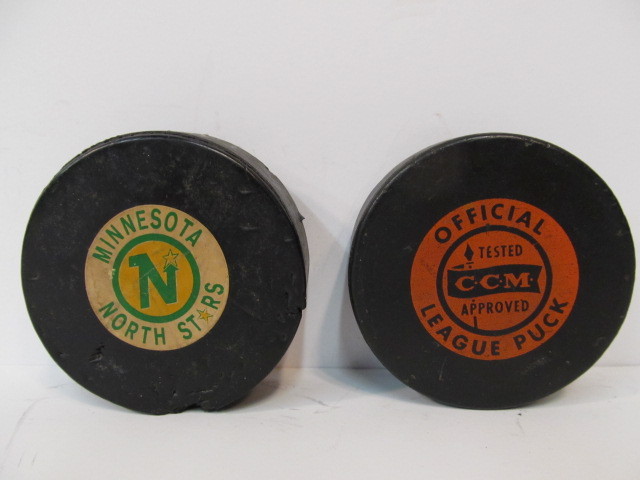 MINNESOTA
N
NORTH STARS
OFFICIAL
TESTED
C·C·M
APPROVED
LEAGUE PUCK